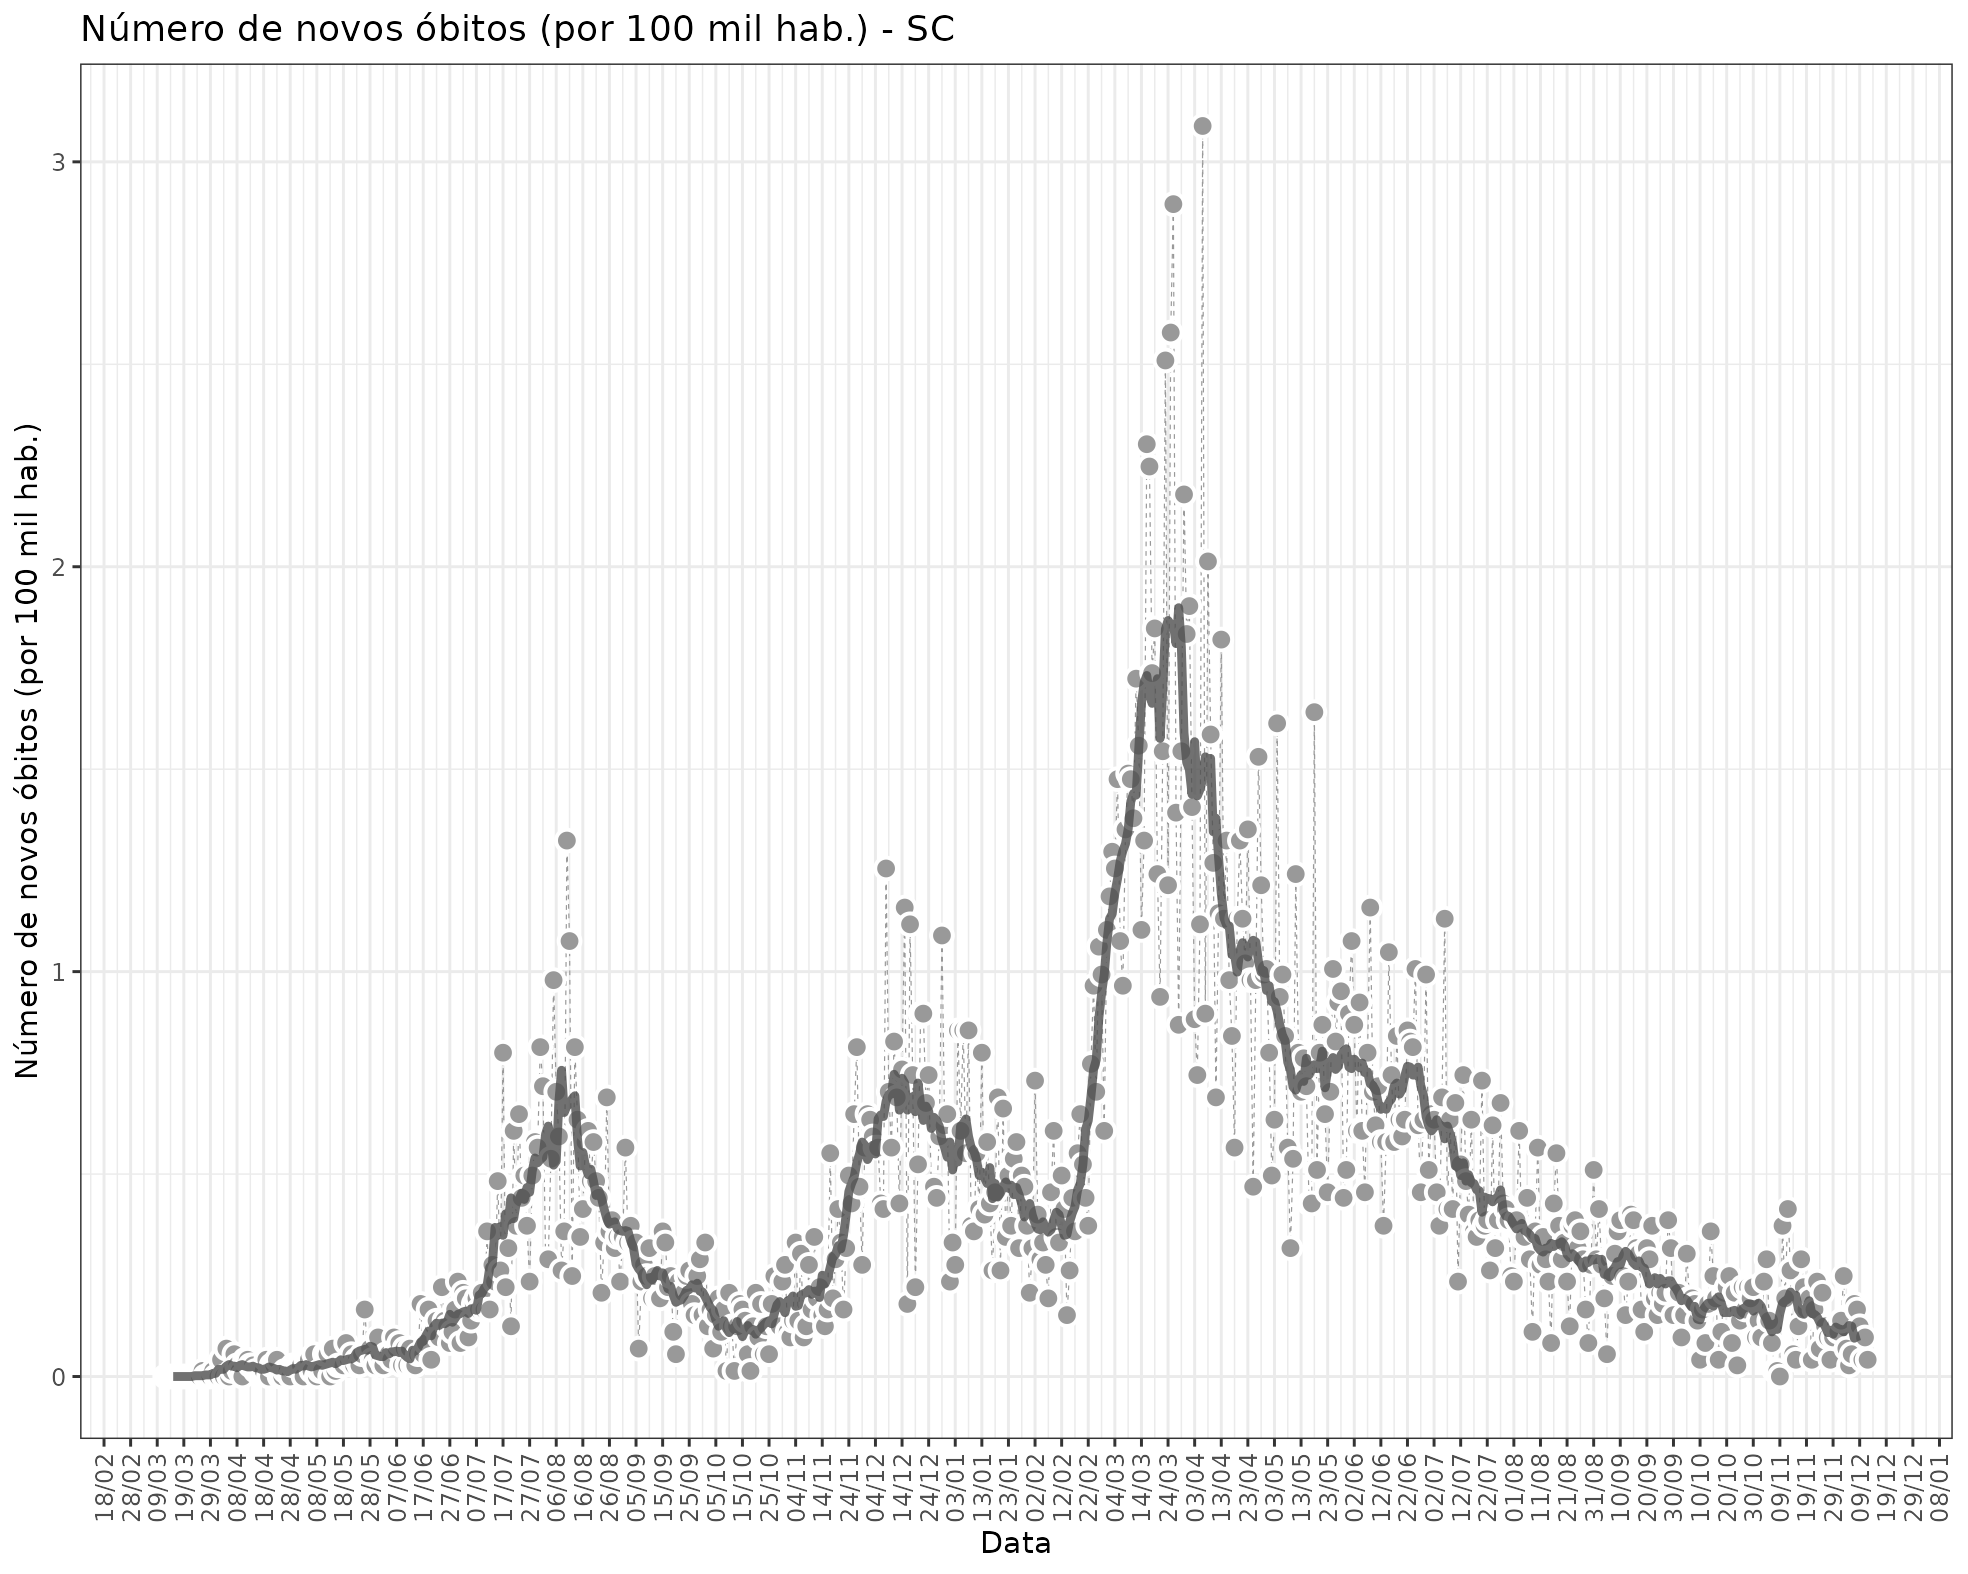 Número de novos óbitos (por 100 mil hab.) - SC
Número de novos óbitos (por 100 mil hab.)
3
2
1
0
18/02 28/02 09/03 19/03 29/03 08/04 18/04 28/04 08/05 18/05 28/05 07/06 17/06 27/06 07/07 17/07 27/07 06/08 16/08 26/08 05/09 15/09 25/09 05/10 15/10 25/10 04/11 14/11 24/11 04/12 14/12 24/12 03/01 13/01 23/01 02/02 12/02 22/02 04/03 14/03 24/03 03/04 13/04 23/04 03/05 13/05 23/05 02/06 12/06 22/06 02/07 12/07 22/07 01/08 11/08 21/08 31/08 10/09 20/09 30/09 10/10 20/10 30/10 09/11 19/11 29/11 09/12 19/12 29/12 08/01
Data